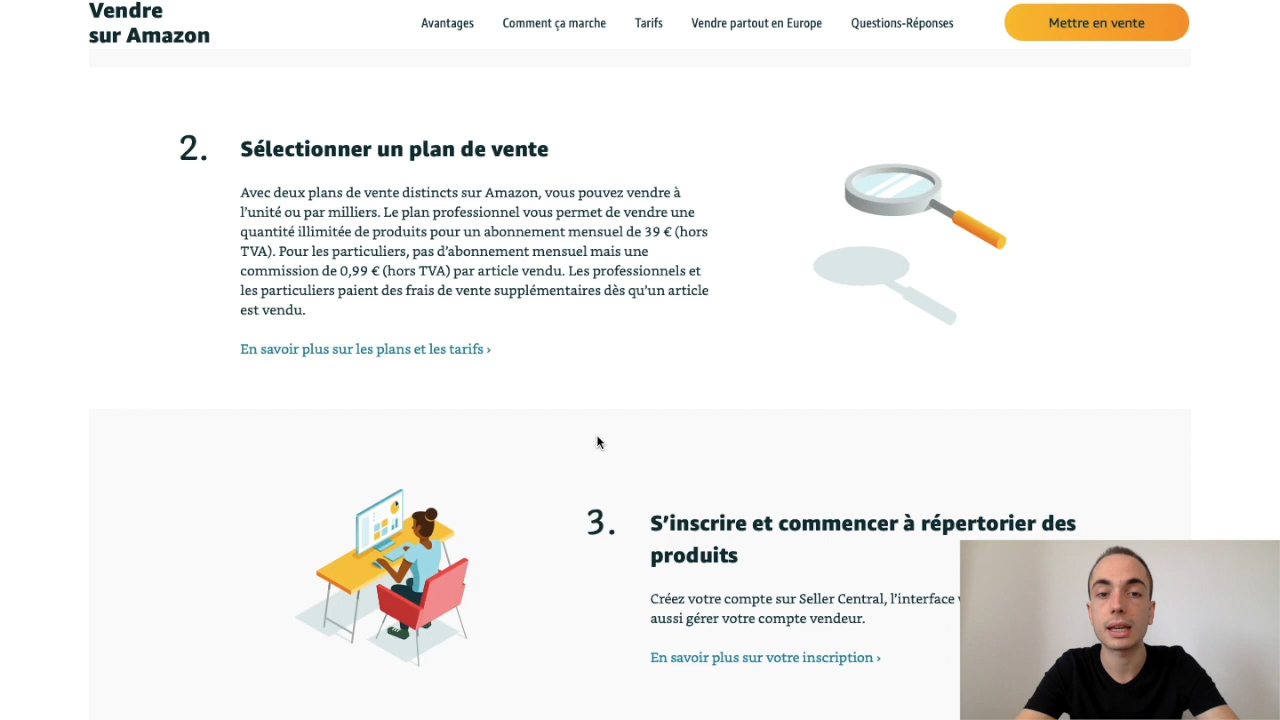 Vendre
sur Amazon
Avantages
Comment ça marche
Tarifs
Vendre partout en Europe
Questions-Réponses
Mettre en vente
2.
Sélectionner un plan de vente
Avec deux plans de vente distincts sur Amazon, vous pouvez vendre à
l’unité ou par milliers. Le plan professionnel vous permet de vendre une
quantité illimitée de produits pour un abonnement mensuel de 39 € (hors
TVA). Pour les particuliers, pas d’abonnement mensuel mais une
commission de 0,99 € (hors TVA) par article vendu. Les professionnels et
les particuliers paient des frais de vente supplémentaires dès qu’un article
est vendu.
En savoir plus sur les plans et les tarifs ›
3.
S’inscrire et commencer à répertorier des
produits
Créez votre compte sur Seller Central, l’interface
aussi gérer votre compte vendeur.
En savoir plus sur votre inscription ›